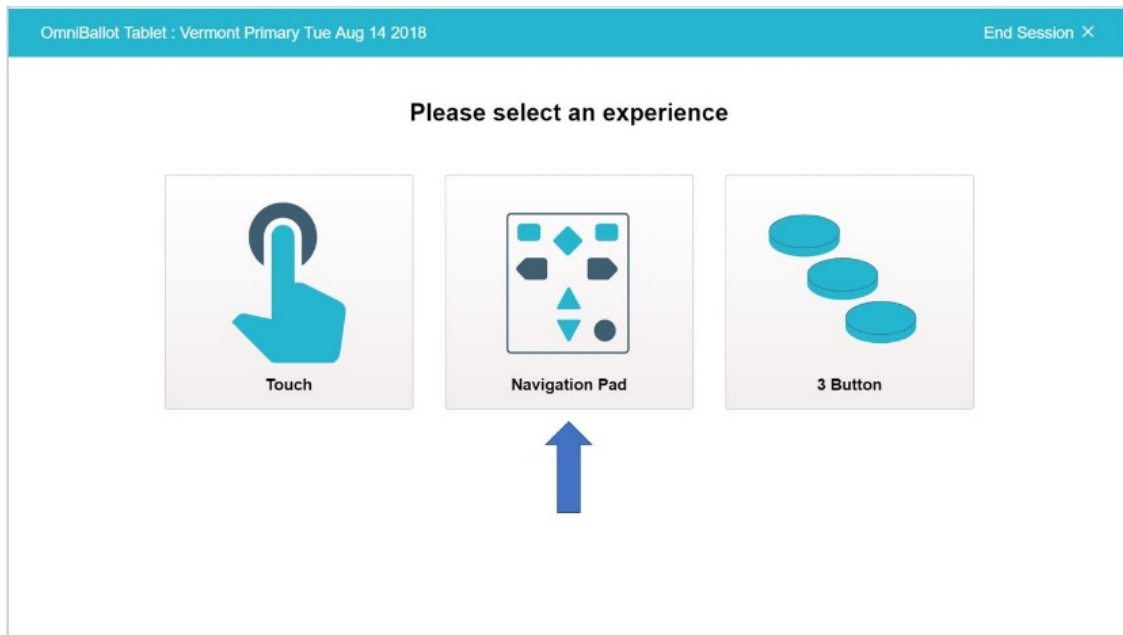 OmniBallot Tablet : Vermont Primary Tue Aug 14 2018
End Session ×
Please select an experience
Touch
Navigation Pad
3 Button